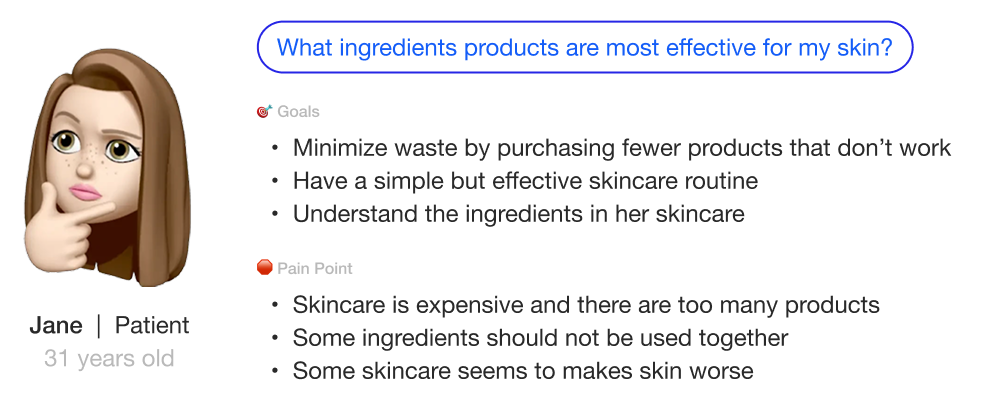 What ingredients products are most effective for my skin?
Goals
• Minimize waste by purchasing fewer products that don’t work
• Have a simple but effective skincare routine
• Understand the ingredients in her skincare
Pain Point
• Skincare is expensive and there are too many products
• Some ingredients should not be used together
• Some skincare seems to makes skin worse
Jane | Patient
31 years old